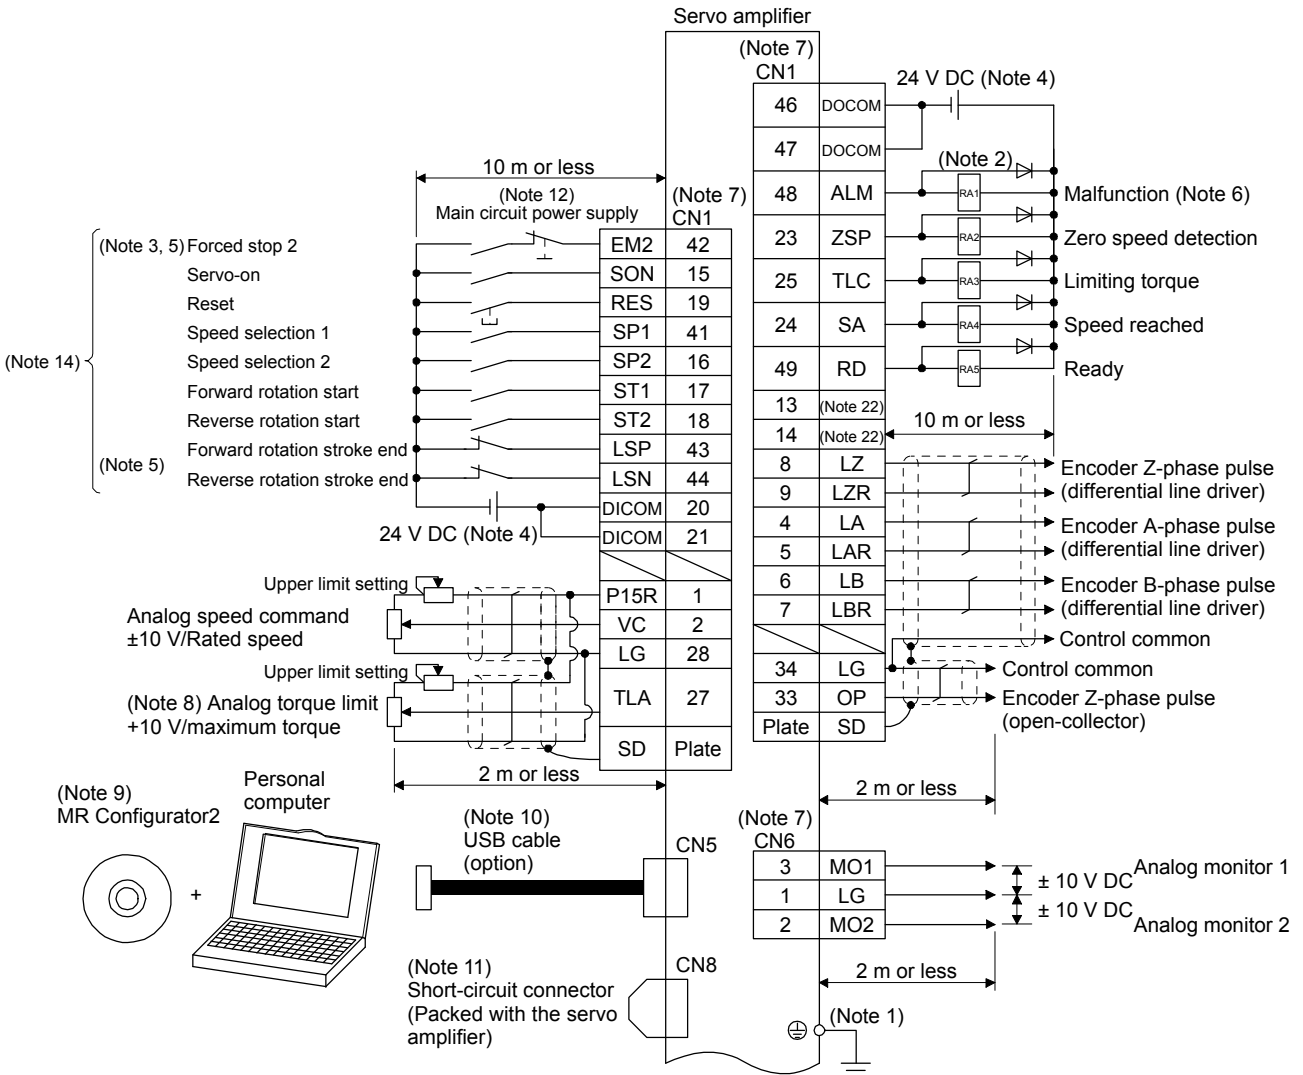 Servo amplifier
(Note 7)
CN1
24 V DC (Note 4)
46 DOCOM
47 DOCOM
(Note 2)
48 ALM RA1 Malfunction (Note 6)
23 ZSP RA2 Zero speed detection
25 TLC RA3 Limiting torque
24 SA RA4 Speed reached
49 RD RA5 Ready
13 (Note 22)
14 (Note 22)
10 m or less
8 LZ Encoder Z-phase pulse
9 LZR (differential line driver)
4 LA Encoder A-phase pulse
5 LAR (differential line driver)
6 LB Encoder B-phase pulse
7 LBR (differential line driver)
Control common
34 LG Control common
33 OP Encoder Z-phase pulse
(open-collector)
Plate SD
2 m or less
10 m or less
(Note 12)
Main circuit power supply
(Note 7)
CN1
(Note 3, 5) Forced stop 2 EM2 42
Servo-on SON 15
Reset RES 19
Speed selection 1 SP1 41
(Note 14)
Speed selection 2 SP2 16
Forward rotation start ST1 17
Reverse rotation start ST2 18
Forward rotation stroke end LSP 43
(Note 5)
Reverse rotation stroke end LSN 44
DICOM 20
24 V DC (Note 4) DICOM 21
Upper limit setting P15R 1
Analog speed command
±10 V/Rated speed
VC 2
LG 28
Upper limit setting
(Note 8) Analog torque limit
+10 V/maximum torque
TLA 27
SD Plate
2 m or less
(Note 9)
MR Configurator2
+
Personal
computer
(Note 10)
USB cable
(option)
CN5
(Note 11)
Short-circuit connector
(Packed with the servo
amplifier)
CN8
(Note 7)
CN6
3 MO1 Analog monitor 1
± 10 V DC
1 LG
± 10 V DC
2 MO2 Analog monitor 2
2 m or less
(Note 1)